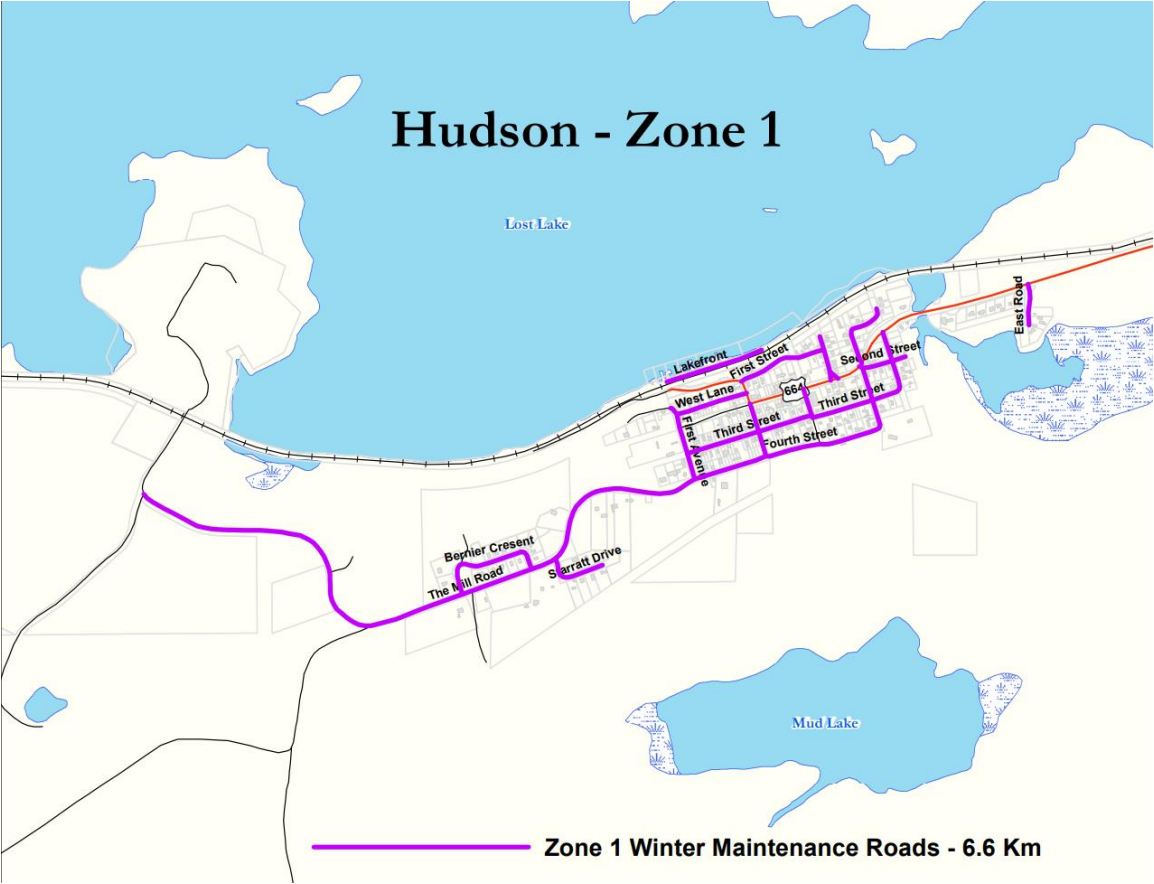 Hudson - Zone 1
Lost Lake
East Road
Lakefront
First Street
Second Street
West Lane
664
Third Street
Third Street
First Avenue
Fourth Street
Bernier Cresent
Starratt Drive
The Mill Road
Mud Lake
Zone 1 Winter Maintenance Roads - 6.6 Km